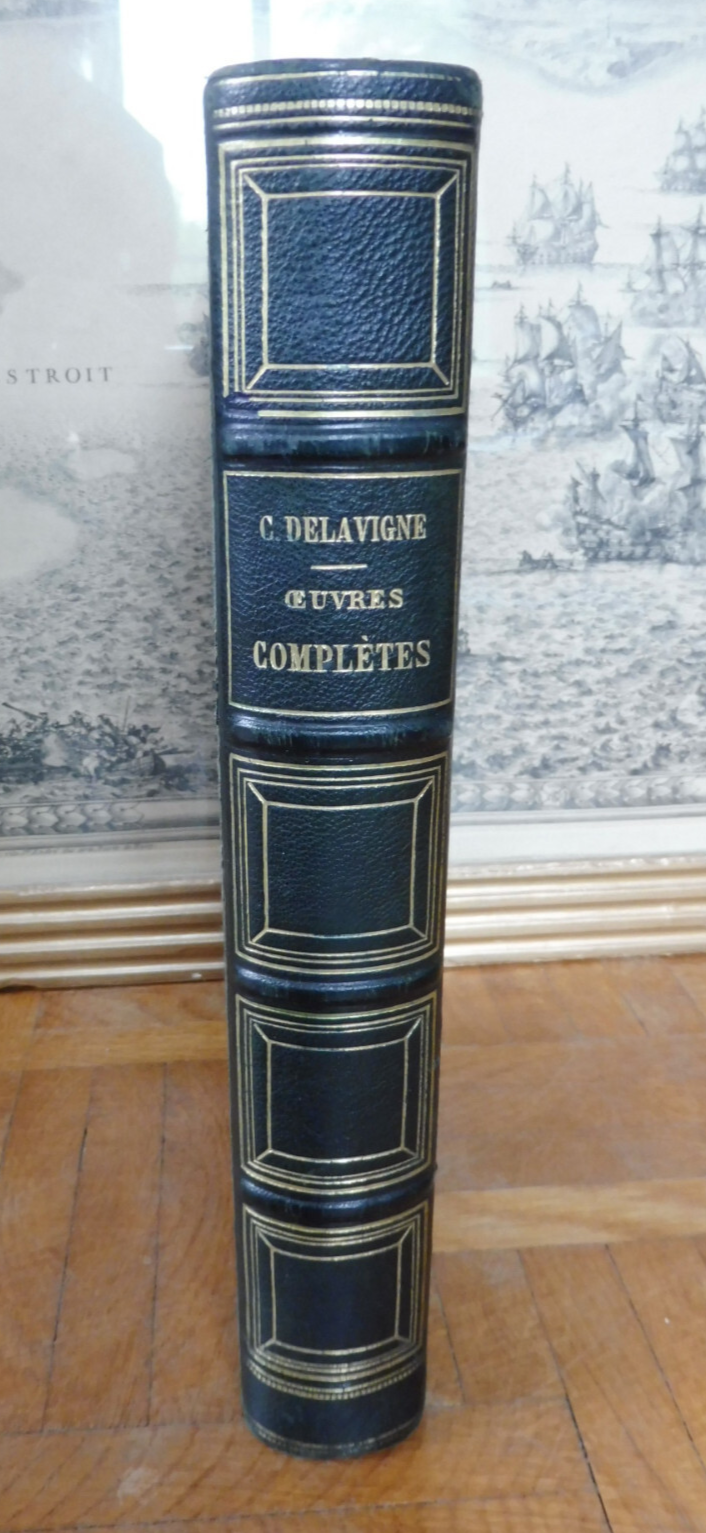 STROIT
C. DELAVIGNE
ŒUVRES
COMPLÈTES